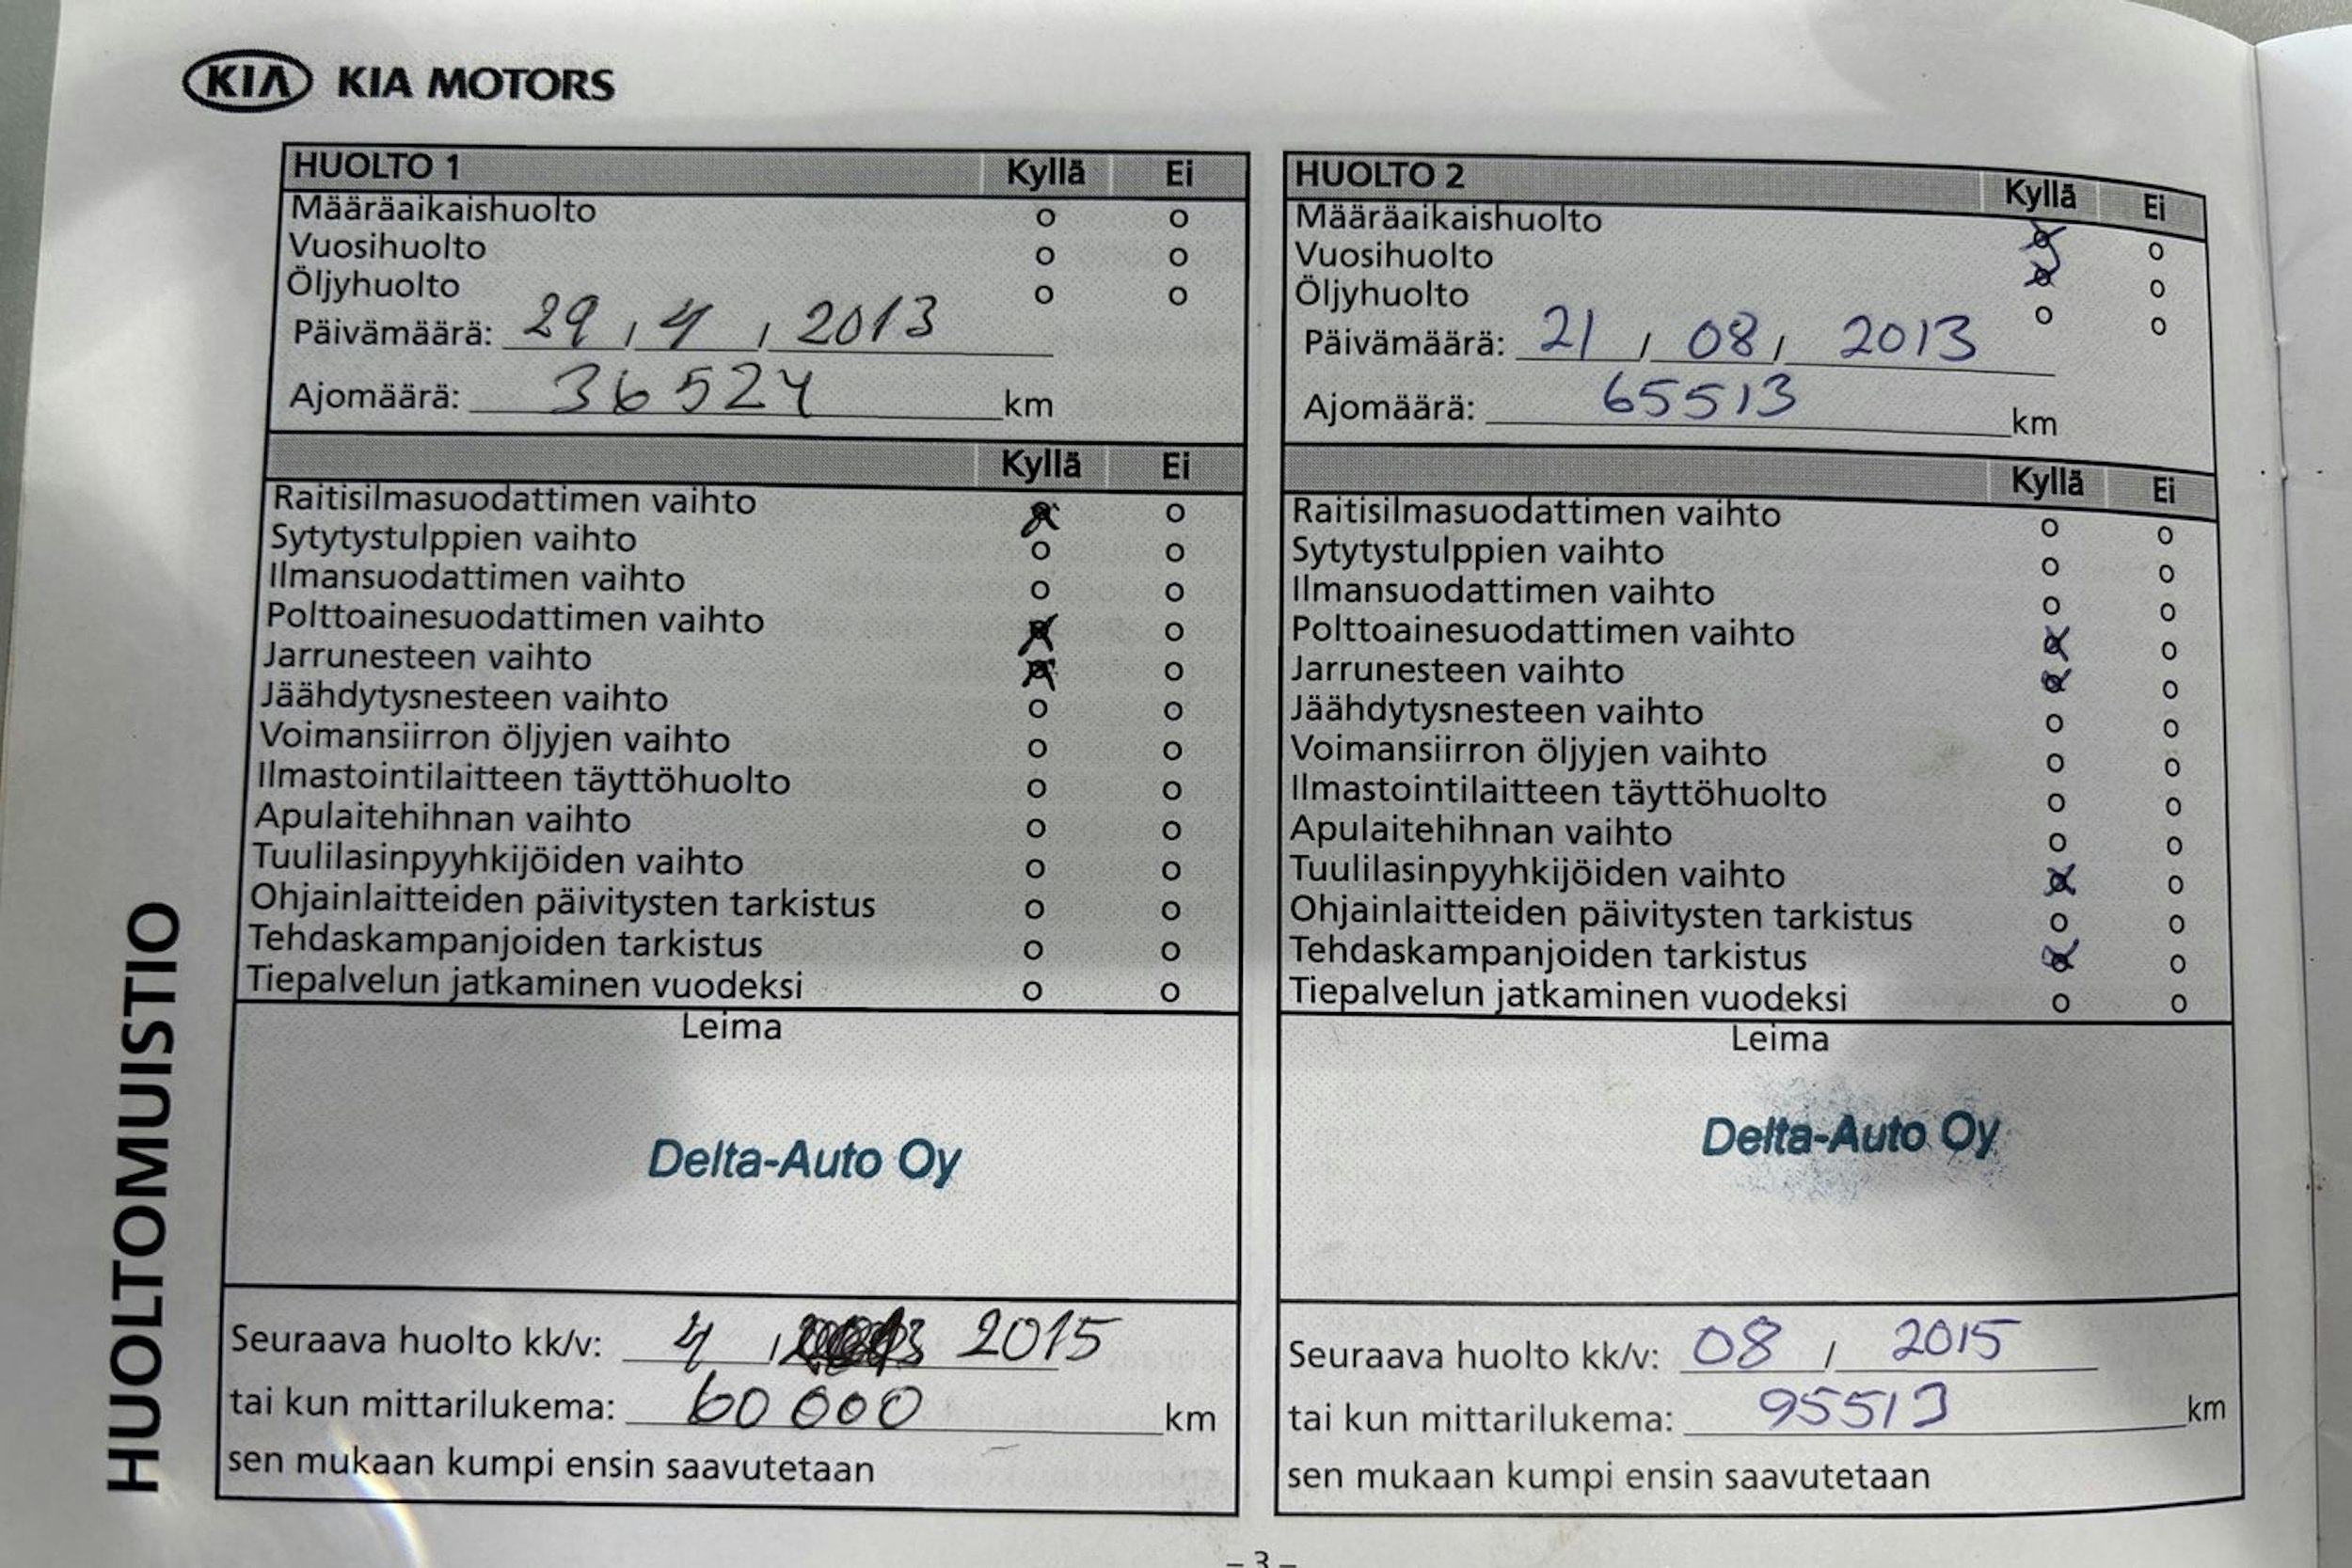 KIA KIA MOTORS
HUOLTOMUISTIO
HUOLTO 1 Kyllä Ei
Määräaikaishuolto o o
Vuosihuolto o o
Öljyhuolto o o
Päivämäärä: 29 / 4 / 2013
Ajomäärä: 36524 km
Kyllä Ei
Raitisilmasuodattimen vaihto x o
Sytytystulppien vaihto o o
Ilmansuodattimen vaihto o o
Polttoainesuodattimen vaihto x o
Jarrunesteen vaihto x o
Jäähdytysnesteen vaihto o o
Voimansiirron öljyjen vaihto o o
Ilmastointilaitteen täyttöhuolto o o
Apulaitehihnan vaihto o o
Tuulilasinpyyhkijöiden vaihto o o
Ohjainlaitteiden päivitysten tarkistus o o
Tehdaskampanjoiden tarkistus o o
Tiepalvelun jatkaminen vuodeksi o o
Leima
Delta-Auto Oy
Seuraava huolto kk/v: 4 / 2015
tai kun mittarilukema: 60 000 km
sen mukaan kumpi ensin saavutetaan
HUOLTO 2 Kyllä Ei
Määräaikaishuolto x o
Vuosihuolto x o
Öljyhuolto o o
Päivämäärä: 21 / 08 / 2013
Ajomäärä: 65513 km
Kyllä Ei
Raitisilmasuodattimen vaihto o o
Sytytystulppien vaihto o o
Ilmansuodattimen vaihto o o
Polttoainesuodattimen vaihto x o
Jarrunesteen vaihto x o
Jäähdytysnesteen vaihto o o
Voimansiirron öljyjen vaihto o o
Ilmastointilaitteen täyttöhuolto o o
Apulaitehihnan vaihto o o
Tuulilasinpyyhkijöiden vaihto x o
Ohjainlaitteiden päivitysten tarkistus o o
Tehdaskampanjoiden tarkistus x o
Tiepalvelun jatkaminen vuodeksi o o
Leima
Delta-Auto Oy
Seuraava huolto kk/v: 08 / 2015
tai kun mittarilukema: 95513 km
sen mukaan kumpi ensin saavutetaan
– 3 –